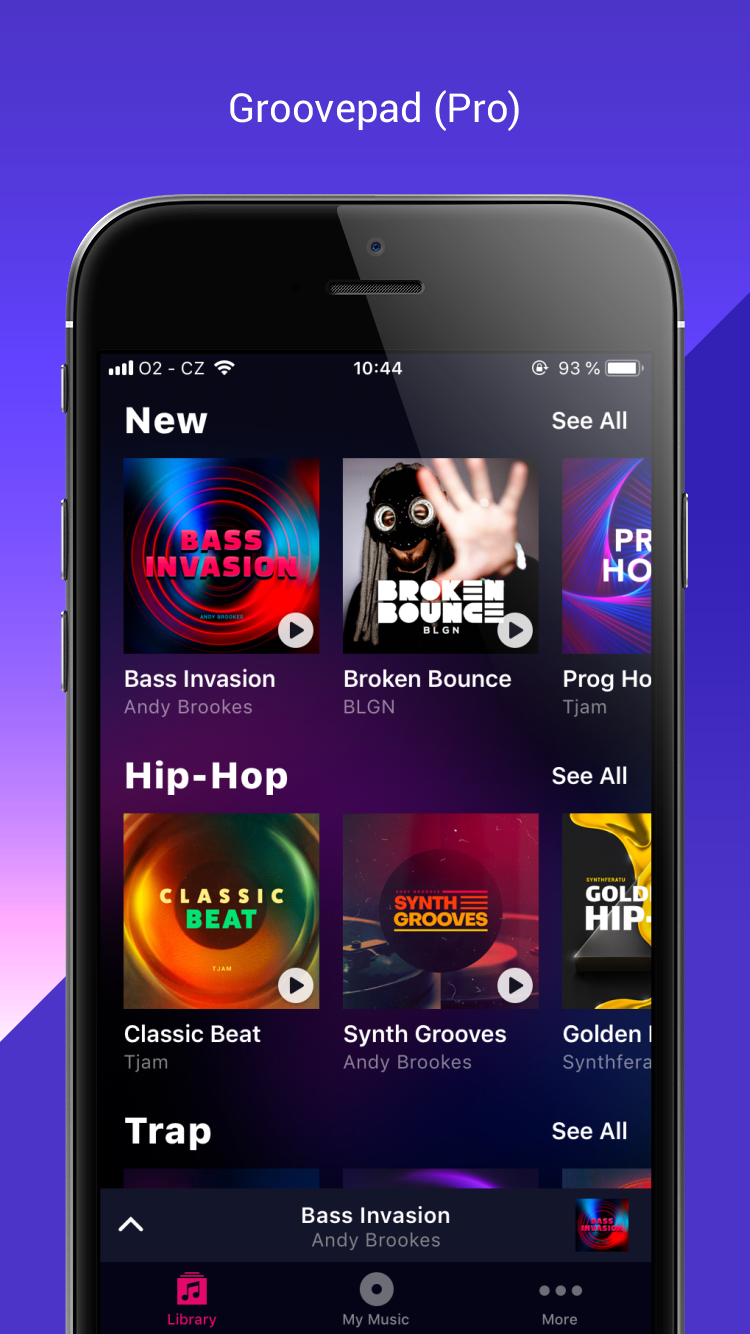 Groovepad (Pro)
O2 - CZ 10:44 93 %
New See All
BASS
INVASION
ANDY BROOKES
BROKEN
BOUNCE
BLGN
PR
HO
Bass Invasion Broken Bounce Prog Ho
Andy Brookes BLGN Tjam
Hip-Hop See All
CLASSIC
BEAT
TJAM
ANDY BROOKES
SYNTH
GROOVES
SYNTHFERATU
GOLD
HIP-
Classic Beat Synth Grooves Golden
Tjam Andy Brookes Synthfera
Trap See All
Bass Invasion
Andy Brookes
BASS
INVASION
Library My Music More